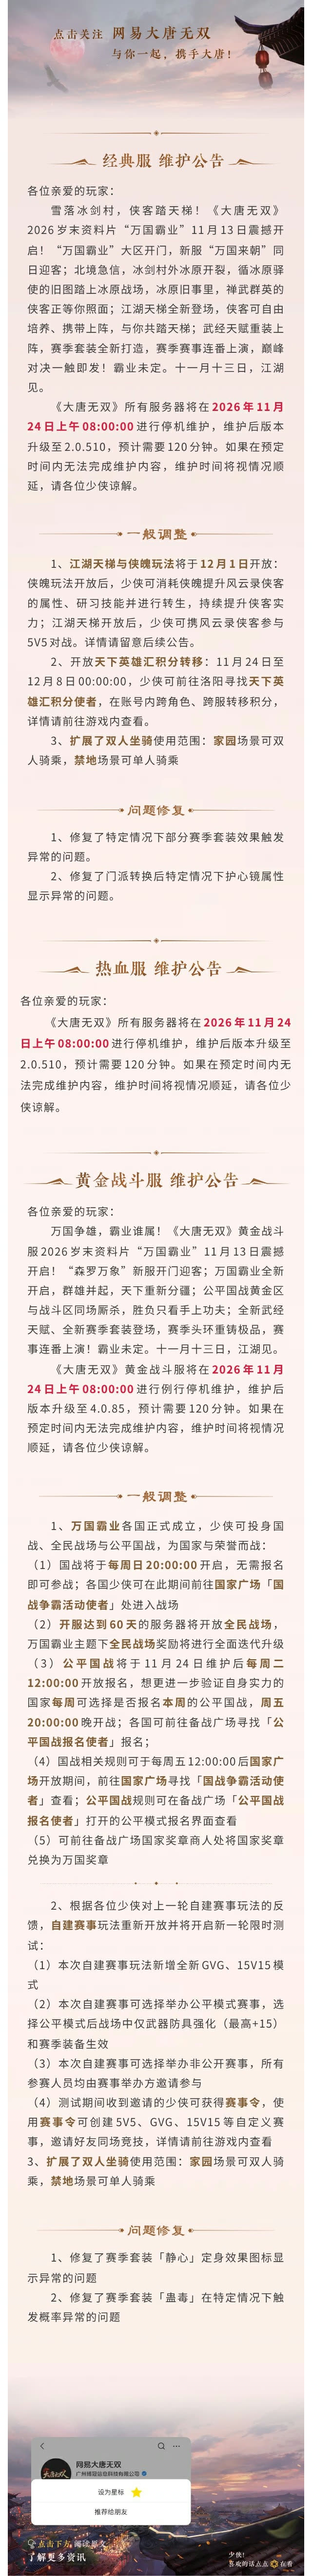 点击关注 网易大唐无双
与你一起，携手大唐！
经典服 维护公告
各位亲爱的玩家：
雪落冰剑村，侠客踏天梯！《大唐无双》
2026岁末资料片“万国霸业”11月13日震撼开
启！“万国霸业”大区开门，新服“万国来朝”同
日迎客；北境急信，冰剑村外冰原开裂，循冰原驿
使的旧图踏上冰原战场，冰原旧事里，禅武群英的
侠客正等你照面；江湖天梯全新登场，侠客可自由
培养、携带上阵，与你共踏天梯；武经天赋重装上
阵，赛季套装全新打造，赛季赛事连番上演，巅峰
对决一触即发！霸业未定。十一月十三日，江湖
见。
《大唐无双》所有服务器将在2026年11月
24日上午08:00:00进行停机维护，维护后版本
升级至2.0.510，预计需要120分钟。如果在预定
时间内无法完成维护内容，维护时间将视情况顺
延，请各位少侠谅解。
一般调整
1、江湖天梯与侠魄玩法将于12月1日开放：
侠魄玩法开放后，少侠可消耗侠魄提升风云录侠客
的属性、研习技能并进行转生，持续提升侠客实
力；江湖天梯开放后，少侠可携风云录侠客参与
5V5对战。详情请留意后续公告。
2、开放天下英雄汇积分转移：11月24日至
12月8日00:00:00，少侠可前往洛阳寻找天下英
雄汇积分使者，在账号内跨角色、跨服转移积分，
详情请前往游戏内查看。
3、扩展了双人坐骑使用范围：家园场景可双
人骑乘，禁地场景可单人骑乘
问题修复
1、修复了特定情况下部分赛季套装效果触发
异常的问题。
2、修复了门派转换后特定情况下护心镜属性
显示异常的问题。
热血服 维护公告
各位亲爱的玩家：
《大唐无双》所有服务器将在2026年11月24
日上午08:00:00进行停机维护，维护后版本升级至
2.0.510，预计需要120分钟。如果在预定时间内无
法完成维护内容，维护时间将视情况顺延，请各位少
侠谅解。
黄金战斗服 维护公告
各位亲爱的玩家：
万国争雄，霸业谁属！《大唐无双》黄金战斗
服2026岁末资料片“万国霸业”11月13日震撼
开启！“森罗万象”新服开门迎客；万国霸业全新
开启，群雄并起，天下重新分疆；公平国战黄金区
与战斗区同场厮杀，胜负只看手上功夫；全新武经
天赋、全新赛季套装登场，赛季头环重铸极品，赛
事连番上演！霸业未定。十一月十三日，江湖见。
《大唐无双》黄金战斗服将在2026年11月
24日上午08:00:00进行例行停机维护，维护后
版本升级至4.0.85，预计需要120分钟。如果在
预定时间内无法完成维护内容，维护时间将视情况
顺延，请各位少侠谅解。
一般调整
1、万国霸业各国正式成立，少侠可投身国
战、全民战场与公平国战，为国家与荣誉而战：
（1）国战将于每周日20:00:00开启，无需报名
即可参战；各国少侠可在此期间前往国家广场「国
战争霸活动使者」处进入战场
（2）开服达到60天的服务器将开放全民战场，
万国霸业主题下全民战场奖励将进行全面迭代升级
（3）公平国战将于11月24日维护后每周二
12:00:00开放报名，想更进一步验证自身实力的
国家每周可选择是否报名本周的公平国战，周五
20:00:00晚开战；各国可前往备战广场寻找「公
平国战报名使者」报名；
（4）国战相关规则可于每周五12:00:00后国家广
场开放期间，前往国家广场寻找「国战争霸活动使
者」查看；公平国战规则可在备战广场「公平国战
报名使者」打开的公平模式报名界面查看
（5）可前往备战广场国家奖章商人处将国家奖章
兑换为万国奖章
2、根据各位少侠对上一轮自建赛事玩法的反
馈，自建赛事玩法重新开放并将开启新一轮限时测
试：
（1）本次自建赛事玩法新增全新GVG、15V15模
式
（2）本次自建赛事可选择举办公平模式赛事，选
择公平模式后战场中仅武器防具强化（最高+15）
和赛季装备生效
（3）本次自建赛事可选择举办非公开赛事，所有
参赛人员均由赛事举办方邀请参与
（4）测试期间收到邀请的少侠可获得赛事令，使
用赛事令可创建5V5、GVG、15V15等自定义赛
事，邀请好友同场竞技，详情请前往游戏内查看
3、扩展了双人坐骑使用范围：家园场景可双人骑
乘，禁地场景可单人骑乘
问题修复
1、修复了赛季套装「静心」定身效果图标显
示异常的问题
2、修复了赛季套装「蛊毒」在特定情况下触
发概率异常的问题
网易大唐无双
设为星标
推荐给朋友
点击下方 阅读原文
了解更多资讯
少侠！
喜欢的话点点 在看